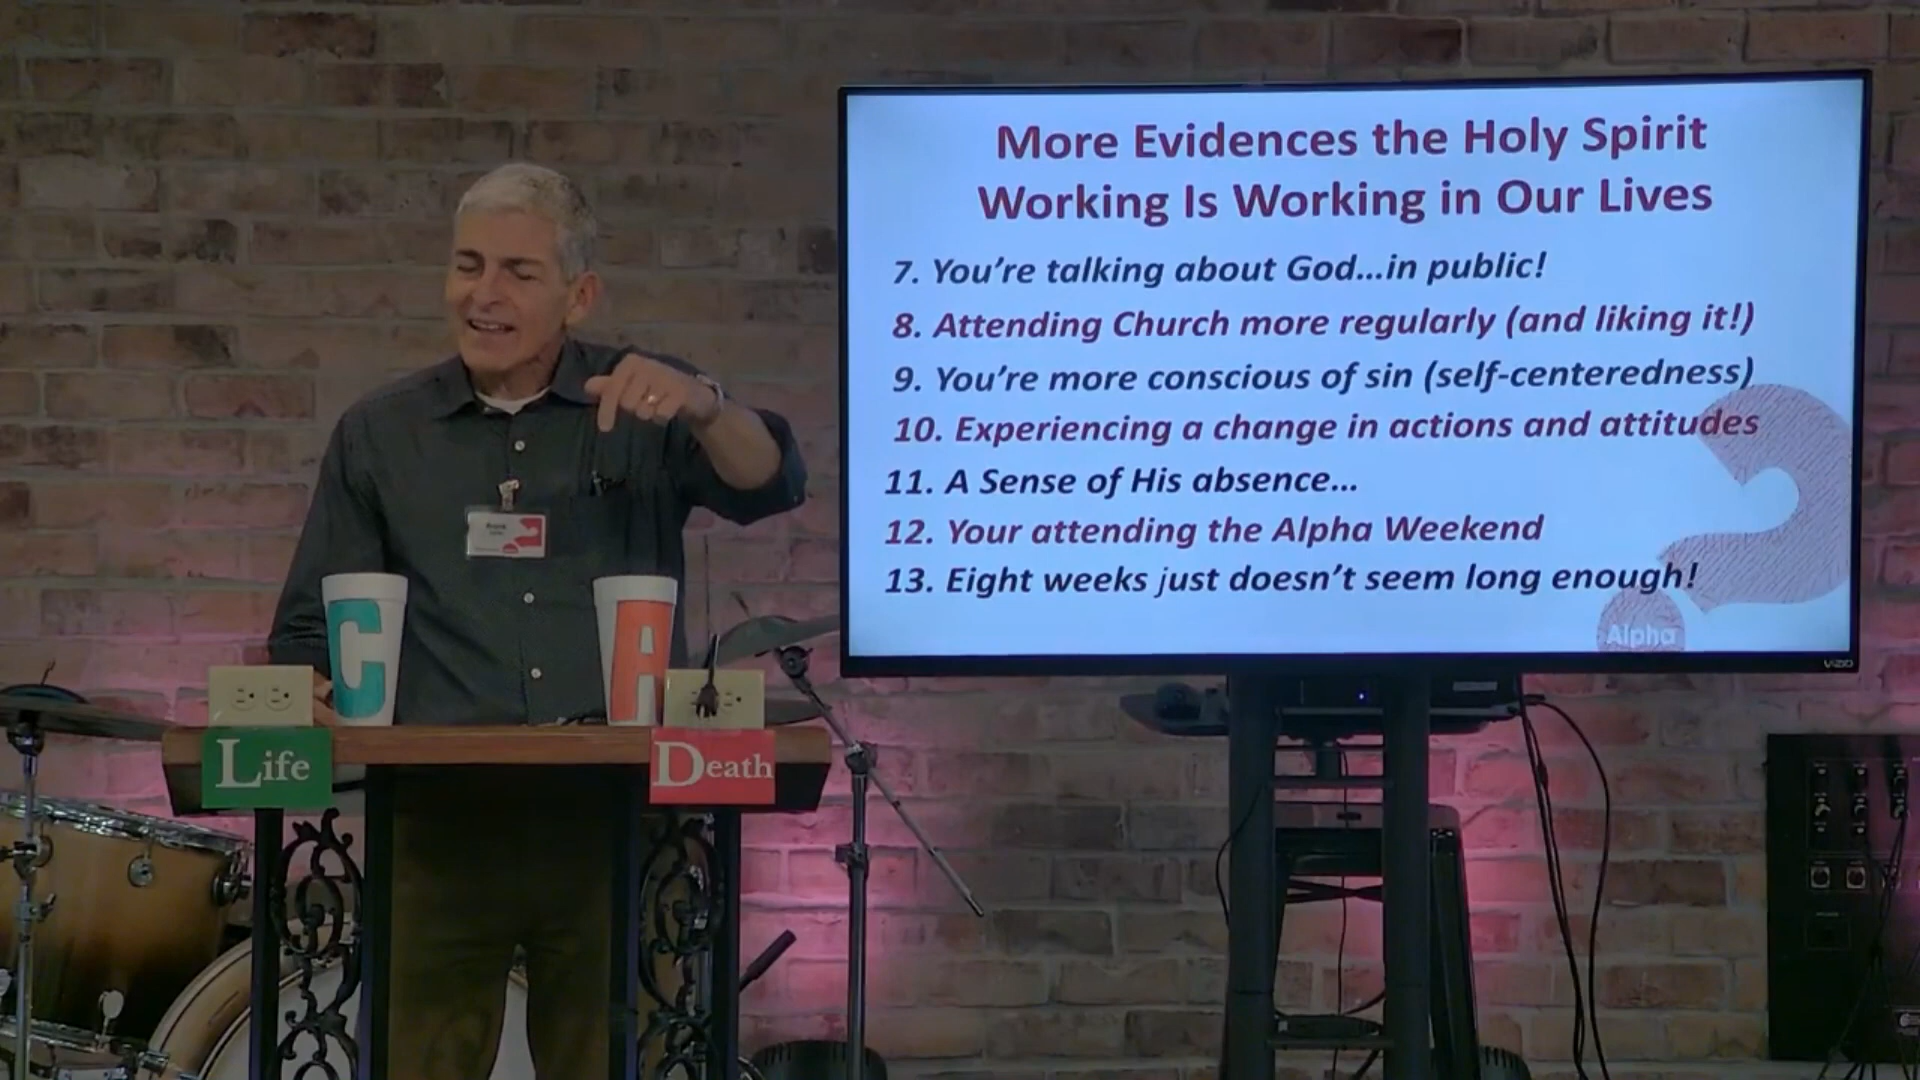 More Evidences the Holy Spirit
Working Is Working in Our Lives
7. You're talking about God...in public!
8. Attending Church more regularly (and liking it!)
9. You're more conscious of sin (self-centeredness)
10. Experiencing a change in actions and attitudes
11. A Sense of His absence...
12. Your attending the Alpha Weekend
13. Eight weeks just doesn't seem long enough!
Alpha
VIZIO
C
A
Life
Death